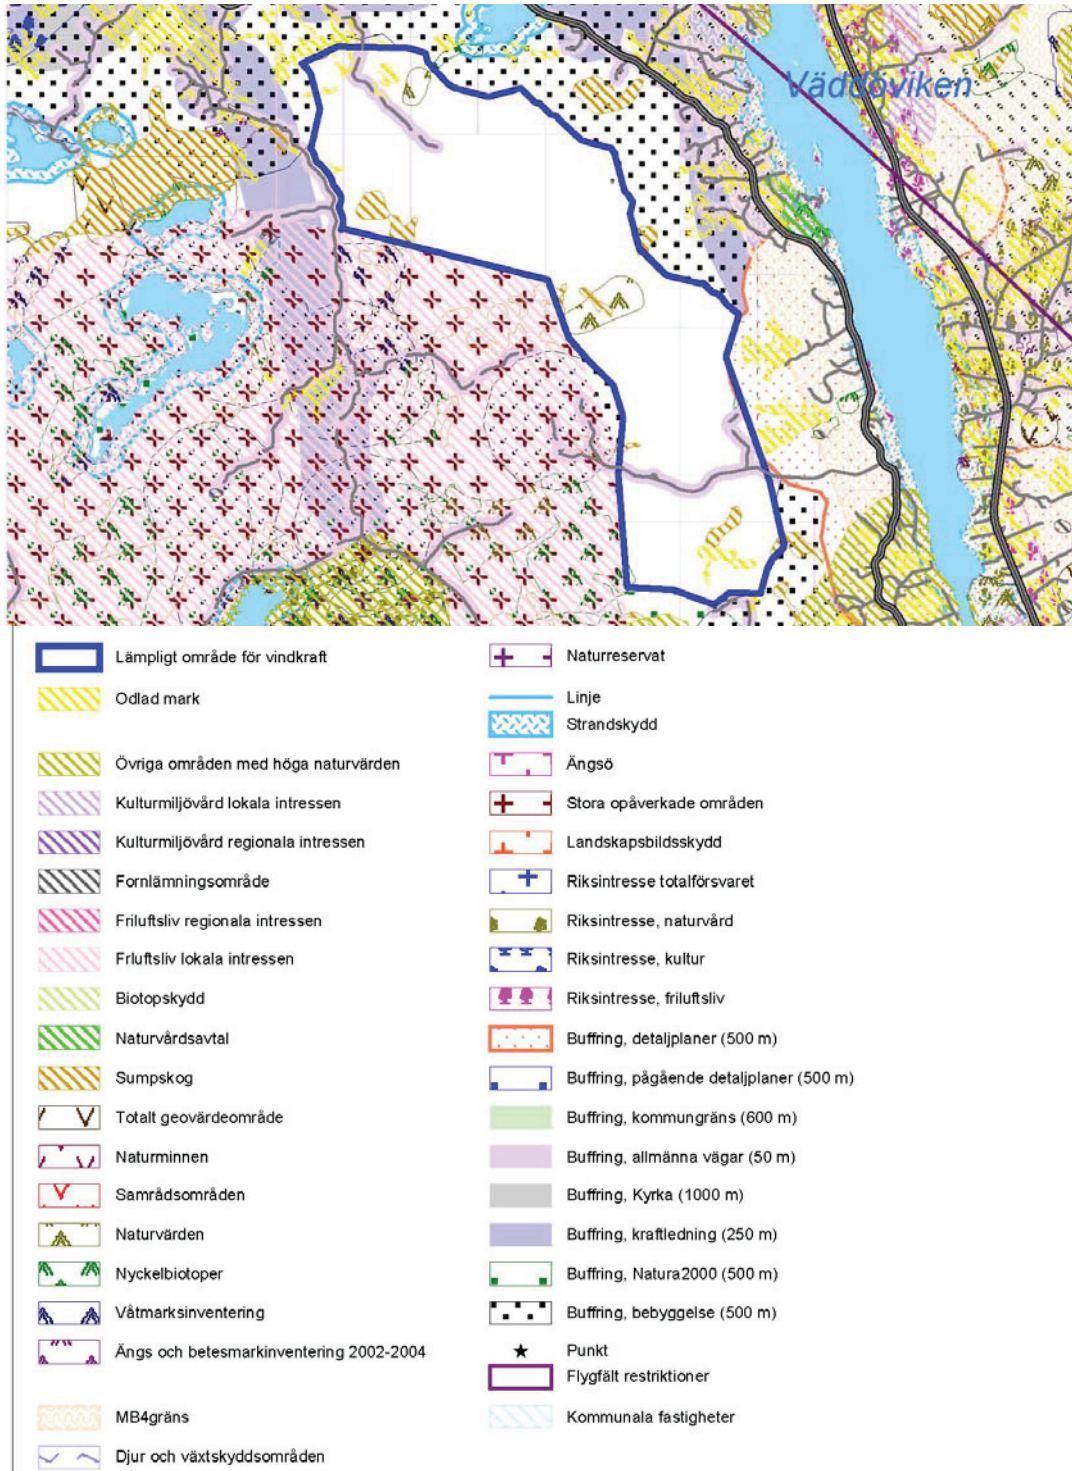 Väddöviken
Lämpligt område för vindkraft
Odlad mark
Övriga områden med höga naturvärden
Kulturmiljövård lokala intressen
Kulturmiljövård regionala intressen
Fornlämningsområde
Friluftsliv regionala intressen
Frluftsliv lokala intressen
Biotopskydd
Naturvårdsavtal
Sumpskog
Totalt geovärdeområde
Naturminnen
Samrådsområden
Naturvärden
Nyckelbiotoper
Våtmarksinventering
Ängs och betesmarkinventering 2002-2004
MB4gräns
Djur och växtskyddsområden
Naturreservat
Linje
Strandskydd
Ängsö
Stora opåverkade områden
Landskapsbildsskydd
Riksintresse totalförsvaret
Riksintresse, naturvård
Riksintresse, kultur
Riksintresse, friluftsliv
Buffring, detaljplaner (500 m)
Buffring, pågående detaljplaner (500 m)
Buffring, kommungräns (600 m)
Buffring, allmänna vägar (50 m)
Buffring, Kyrka (1000 m)
Buffring, kraftledning (250 m)
Buffring, Natura2000 (500 m)
Buffring, bebyggelse (500 m)
Punkt
Flygfält restriktioner
Kommunala fastigheter